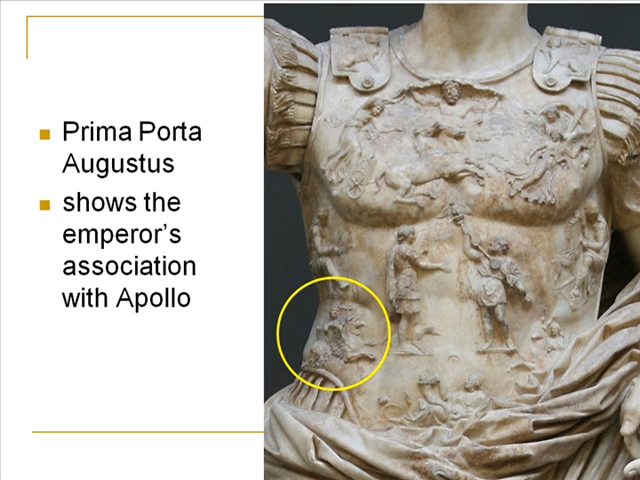 Prima Porta
Augustus
shows the
emperor's
association
with Apollo